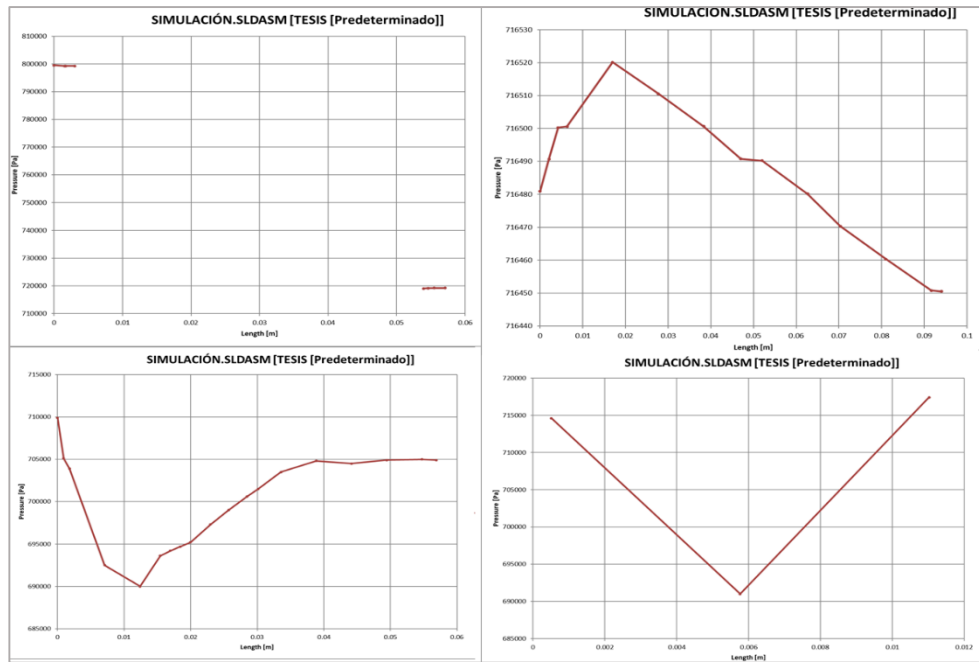 SIMULACIÓN.SLDASM [TESIS [Predeterminado]]
810000
800000
790000
780000
770000
760000
750000
740000
730000
720000
710000
Pressure [Pa]
0 0.01 0.02 0.03 0.04 0.05 0.06
Length [m]
SIMULACION.SLDASM [TESIS [Predeterminado]]
716530
716520
716510
716500
716490
716480
716470
716460
716450
716440
Pressure [Pa]
0 0.01 0.02 0.03 0.04 0.05 0.06 0.07 0.08 0.09 0.1
Length [m]
SIMULACIÓN.SLDASM [TESIS [Predeterminado]]
715000
710000
705000
700000
695000
690000
685000
Pressure [Pa]
0 0.01 0.02 0.03 0.04 0.05 0.06
Length [m]
SIMULACIÓN.SLDASM [TESIS [Predeterminado]]
720000
715000
710000
705000
700000
695000
690000
685000
Pressure [Pa]
0 0.002 0.004 0.006 0.008 0.01 0.012
Length [m]